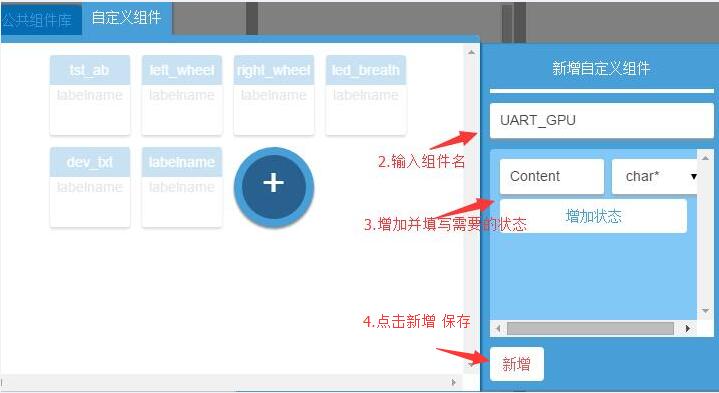 公共组件库 自定义组件
tst_ab left_wheel right_wheel led_breath
labelname labelname labelname labelname
dev_txt labelname
labelname labelname
+
新增自定义组件
UART_GPU
2.输入组件名
Content char*
3.增加并填写需要的状态
增加状态
4.点击新增 保存
新增